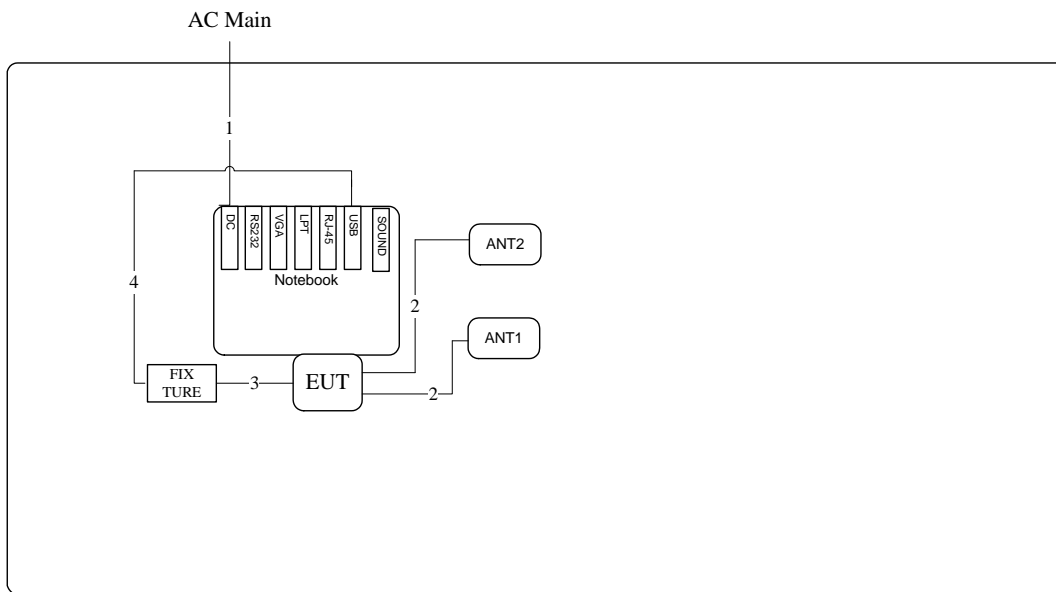 AC Main
1
DC
RS232
VGA
LPT
RJ-45
USB
SOUND
Notebook
ANT2
4
2
ANT1
FIX
TURE
3
EUT
2